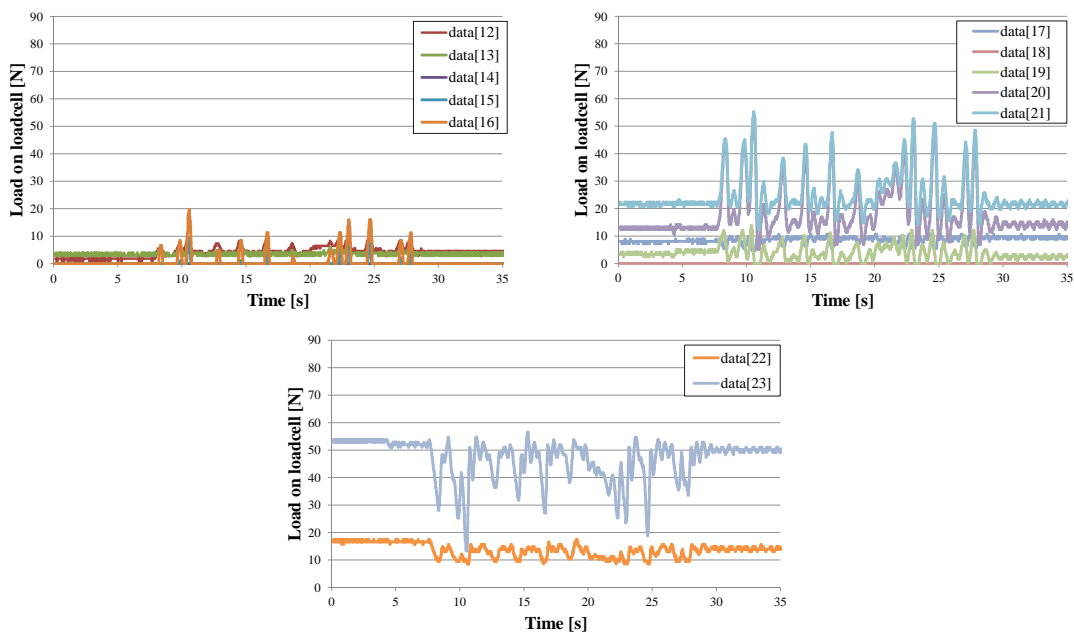 Load on loadcell [N]
90
80
70
60
50
40
30
20
10
0
0 5 10 15 20 25 30 35
Time [s]
data[12]
data[13]
data[14]
data[15]
data[16]
Load on loadcell [N]
90
80
70
60
50
40
30
20
10
0
0 5 10 15 20 25 30 35
Time [s]
data[17]
data[18]
data[19]
data[20]
data[21]
Load on loadcell [N]
90
80
70
60
50
40
30
20
10
0
0 5 10 15 20 25 30 35
Time [s]
data[22]
data[23]